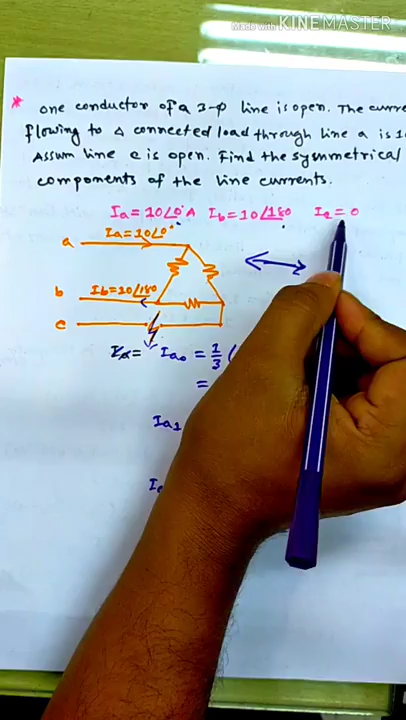 Made with KINEMASTER
* One conductor of a 3-φ line is open. The curre
flowing to Δ connected load through line a is 10
Assum line c is open. Find the symmetrical
components of the line currents.
Ia = 10∠0° A Ib = 10∠180 Ic = 0
Ia = 10∠0°
a
b Ib = 10∠180
c
Ia0 = 1/3 (
=
Ia1